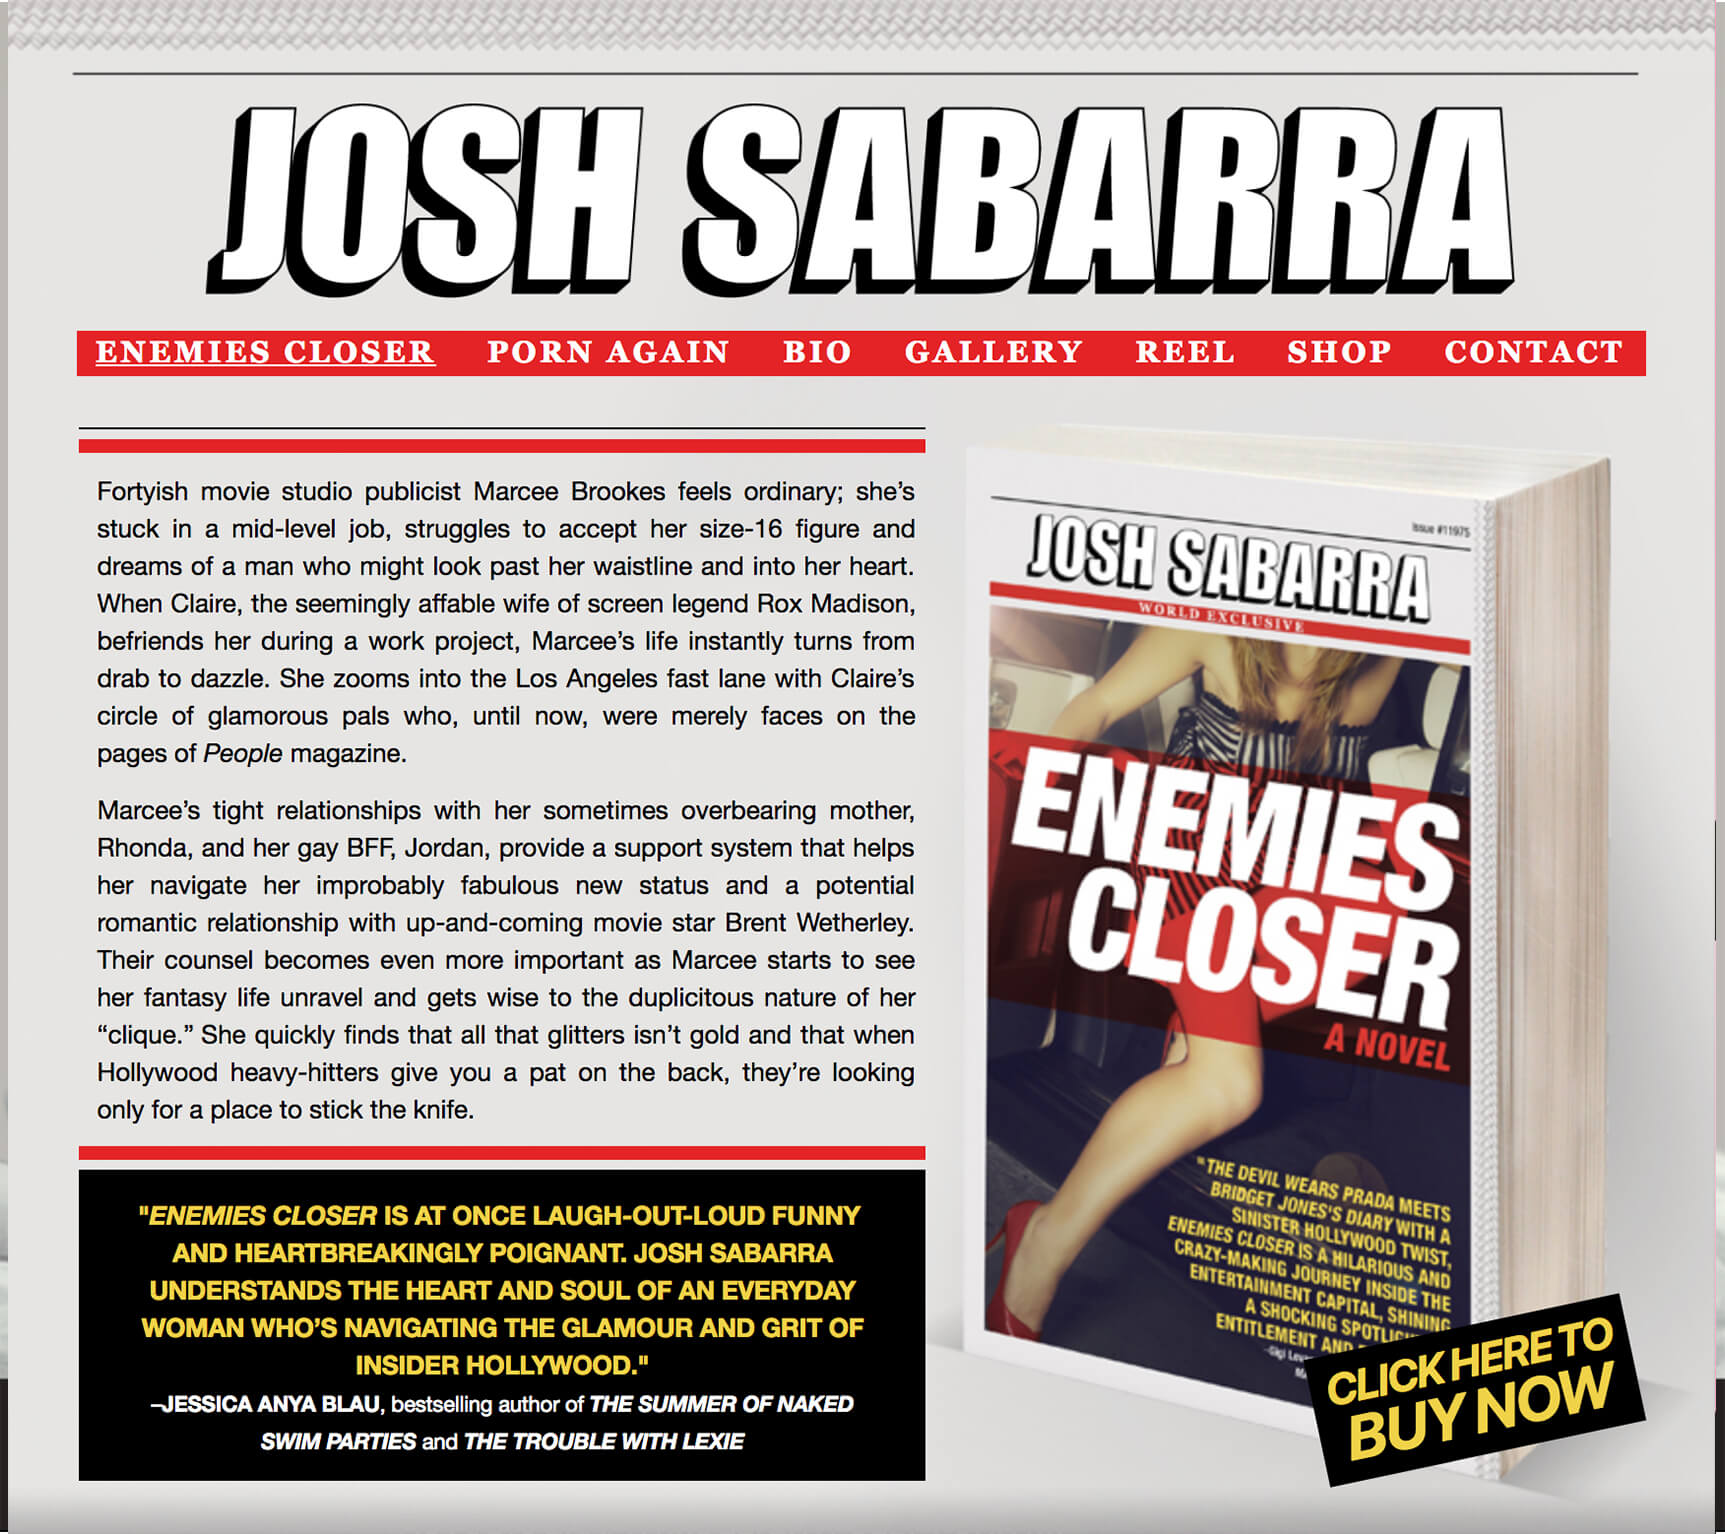 JOSH SABARRA
ENEMIES CLOSER PORN AGAIN BIO GALLERY REEL SHOP CONTACT
Fortyish movie studio publicist Marcee Brookes feels ordinary; she’s
stuck in a mid-level job, struggles to accept her size-16 figure and
dreams of a man who might look past her waistline and into her heart.
When Claire, the seemingly affable wife of screen legend Rox Madison,
befriends her during a work project, Marcee’s life instantly turns from
drab to dazzle. She zooms into the Los Angeles fast lane with Claire’s
circle of glamorous pals who, until now, were merely faces on the
pages of People magazine.
Marcee’s tight relationships with her sometimes overbearing mother,
Rhonda, and her gay BFF, Jordan, provide a support system that helps
her navigate her improbably fabulous new status and a potential
romantic relationship with up-and-coming movie star Brent Wetherley.
Their counsel becomes even more important as Marcee starts to see
her fantasy life unravel and gets wise to the duplicitous nature of her
“clique.” She quickly finds that all that glitters isn’t gold and that when
Hollywood heavy-hitters give you a pat on the back, they’re looking
only for a place to stick the knife.
"ENEMIES CLOSER IS AT ONCE LAUGH-OUT-LOUD FUNNY
AND HEARTBREAKINGLY POIGNANT. JOSH SABARRA
UNDERSTANDS THE HEART AND SOUL OF AN EVERYDAY
WOMAN WHO’S NAVIGATING THE GLAMOUR AND GRIT OF
INSIDER HOLLYWOOD."
–JESSICA ANYA BLAU, bestselling author of THE SUMMER OF NAKED
SWIM PARTIES and THE TROUBLE WITH LEXIE
Issue #11975
JOSH SABARRA
WORLD EXCLUSIVE
ENEMIES
CLOSER
A NOVEL
"THE DEVIL WEARS PRADA MEETS
BRIDGET JONES'S DIARY WITH A
SINISTER HOLLYWOOD TWIST,
ENEMIES CLOSER IS A HILARIOUS AND
CRAZY-MAKING JOURNEY INSIDE THE
ENTERTAINMENT CAPITAL, SHINING
A SHOCKING
ENTITLEMENT AND
CLICK HERE TO
BUY NOW